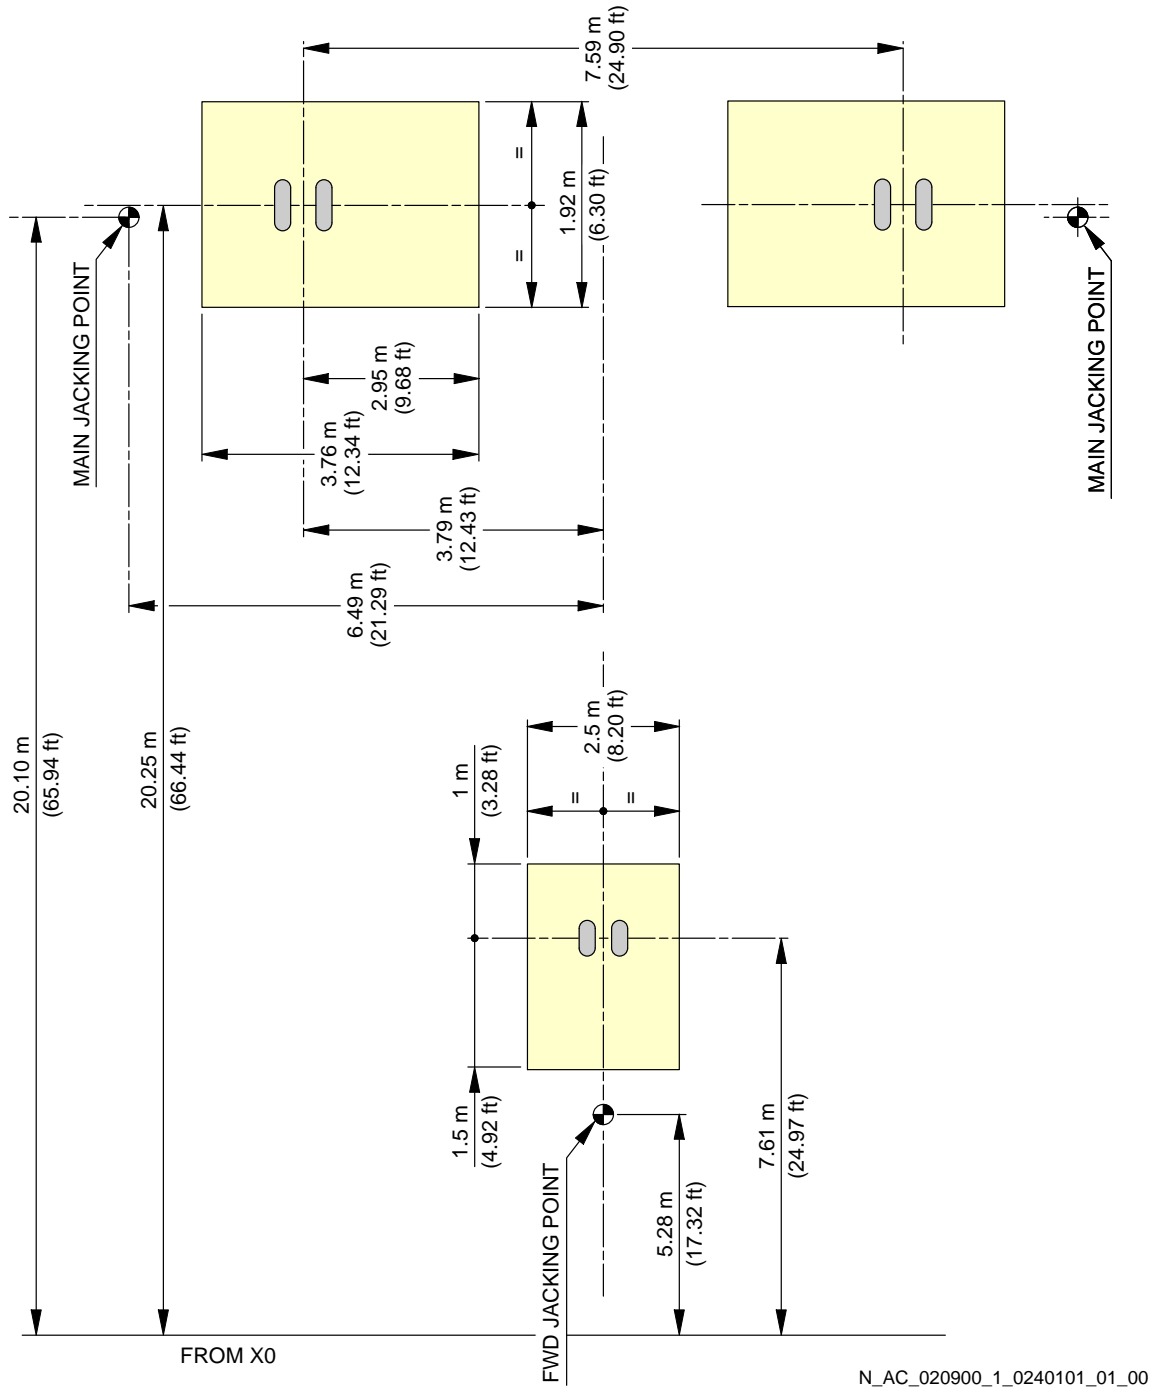 7.59 m
(24.90 ft)
=
=
1.92 m
(6.30 ft)
MAIN JACKING POINT
MAIN JACKING POINT
2.95 m
(9.68 ft)
3.76 m
(12.34 ft)
3.79 m
(12.43 ft)
6.49 m
(21.29 ft)
20.10 m
(65.94 ft)
20.25 m
(66.44 ft)
2.5 m
(8.20 ft)
1 m
(3.28 ft)
=
=
1.5 m
(4.92 ft)
7.61 m
(24.97 ft)
5.28 m
(17.32 ft)
FWD JACKING POINT
FROM X0
N_AC_020900_1_0240101_01_00